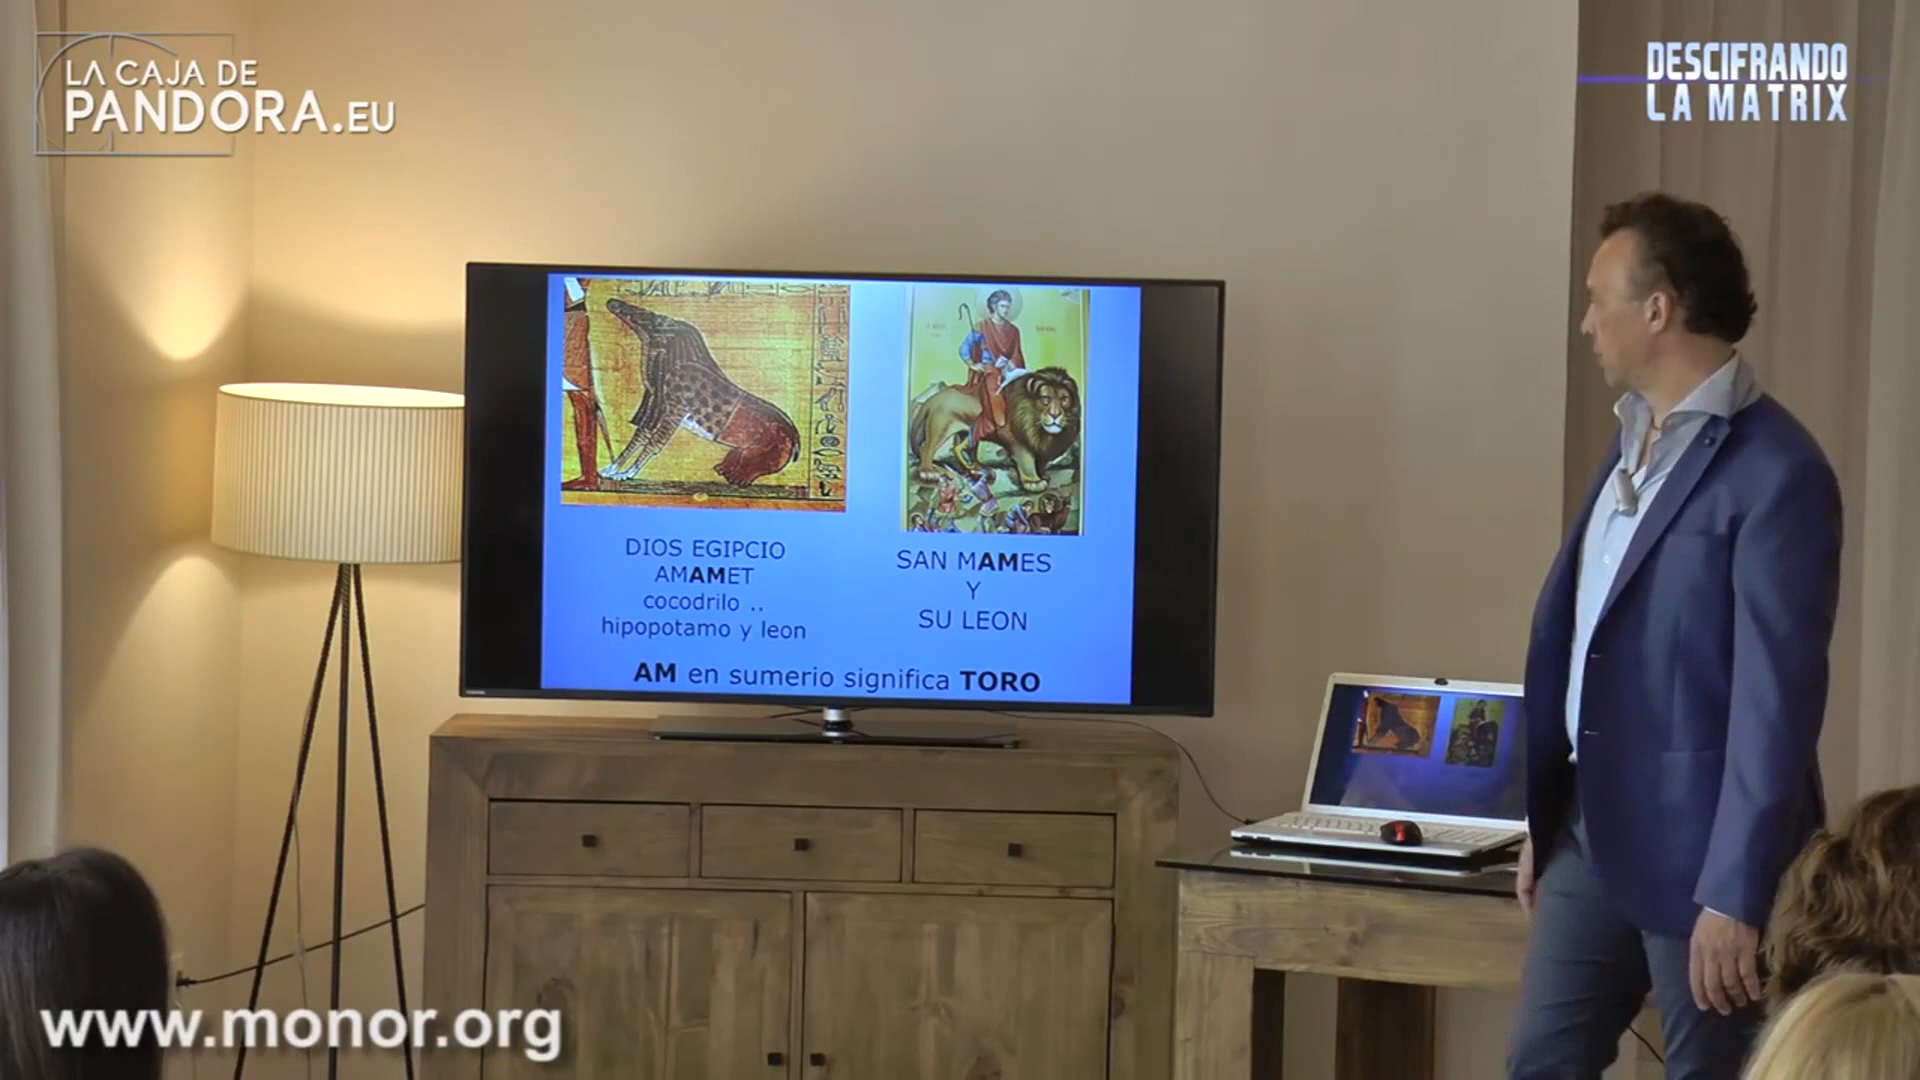 LA CAJA DE
PANDORA.EU
DESCIFRANDO
LA MATRIX
DIOS EGIPCIO
AMAMET
cocodrilo ..
hipopotamo y leon
SAN MAMES
Y
SU LEON
AM en sumerio significa TORO
www.monor.org